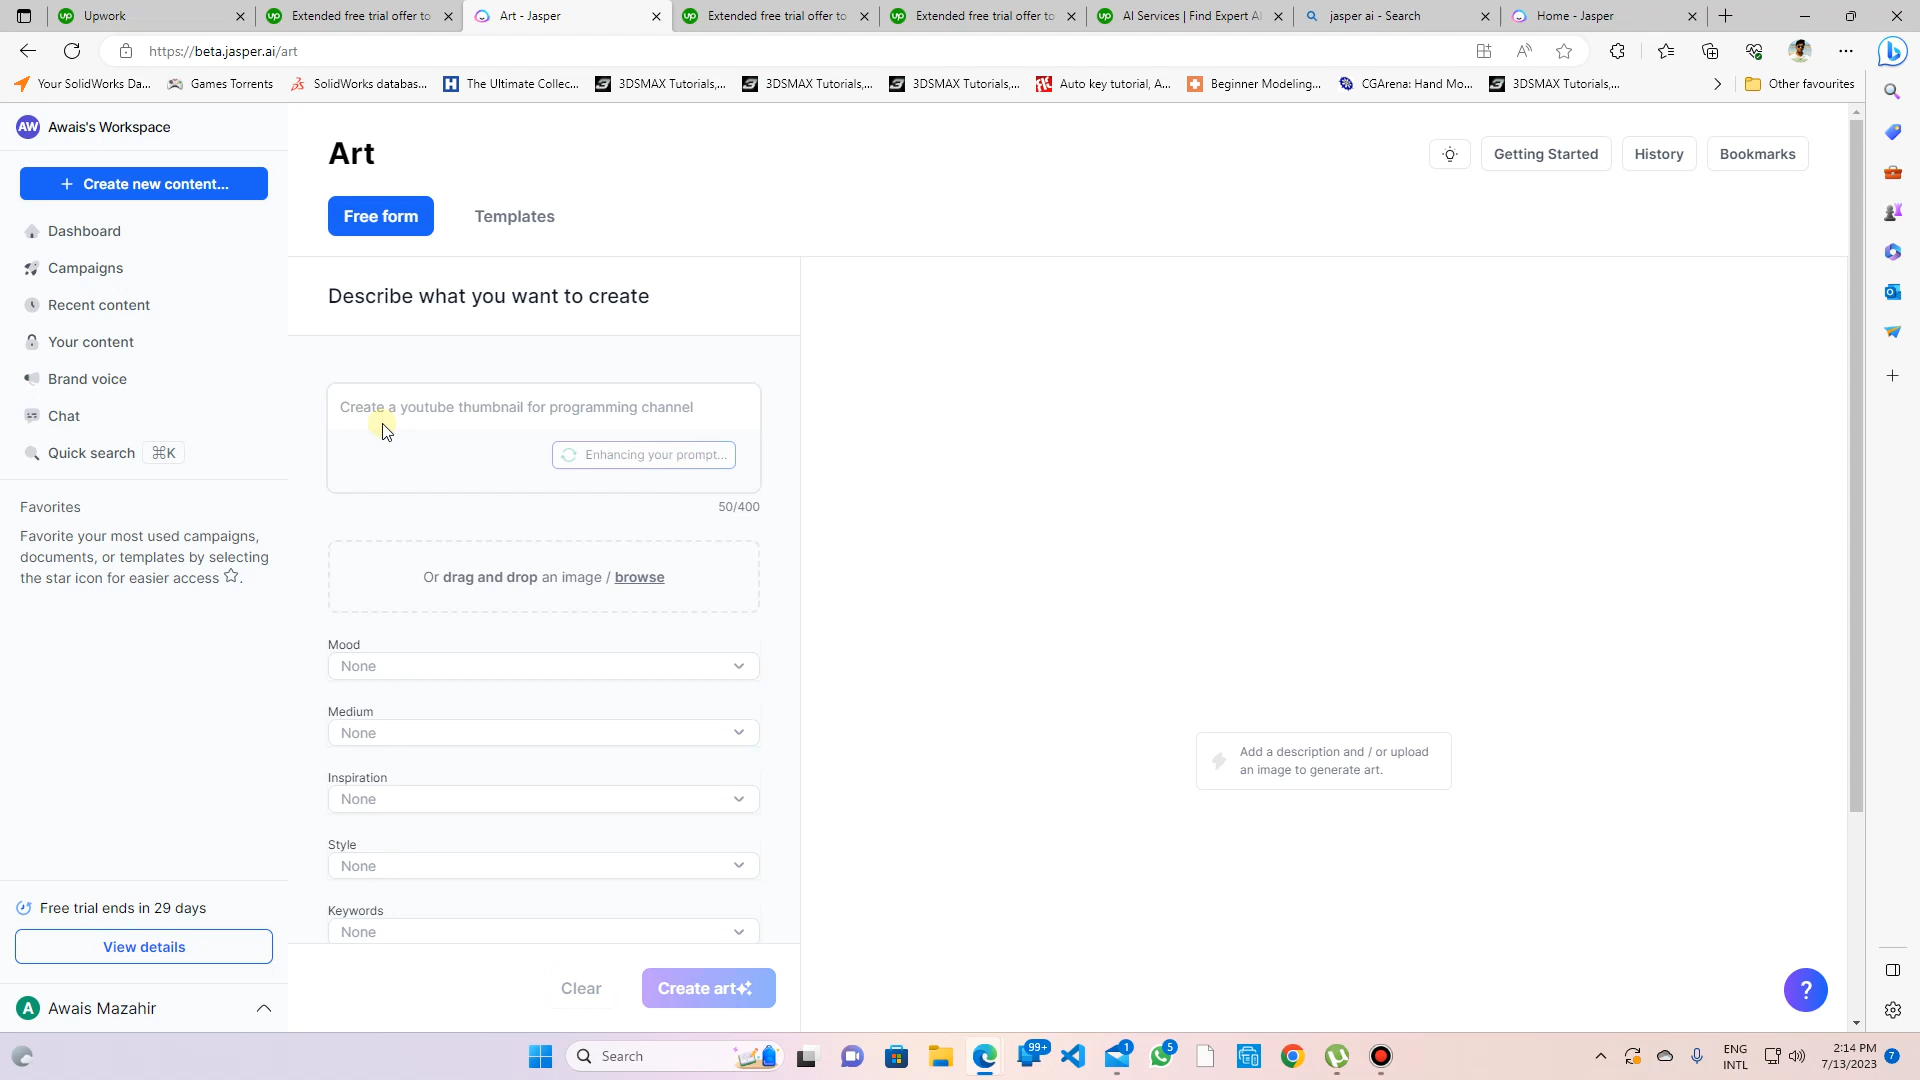 Upwork
Extended free trial offer to
Art - Jasper
Extended free trial offer to
Extended free trial offer to
AI Services | Find Expert AI
jasper ai - Search
Home - Jasper
https://beta.jasper.ai/art
Your SolidWorks Da...
Games Torrents
SolidWorks databas...
The Ultimate Collec...
3DSMAX Tutorials,...
3DSMAX Tutorials,...
3DSMAX Tutorials,...
Auto key tutorial, A...
Beginner Modeling...
CGArena: Hand Mo...
3DSMAX Tutorials,...
Other favourites
AW Awais's Workspace
+ Create new content...
Dashboard
Campaigns
Recent content
Your content
Brand voice
Chat
Quick search ⌘K
Favorites
Favorite your most used campaigns,
documents, or templates by selecting
the star icon for easier access ☆.
Free trial ends in 29 days
View details
A Awais Mazahir
Art
Getting Started
History
Bookmarks
Free form
Templates
Describe what you want to create
Create a youtube thumbnail for programming channel
Enhancing your prompt...
50/400
Or drag and drop an image / browse
Mood
None
Medium
None
Inspiration
None
Style
None
Keywords
None
Clear
Create art
Add a description and / or upload
an image to generate art.
?
Search
99+
1
5
ENG
INTL
2:14 PM
7/13/2023
7